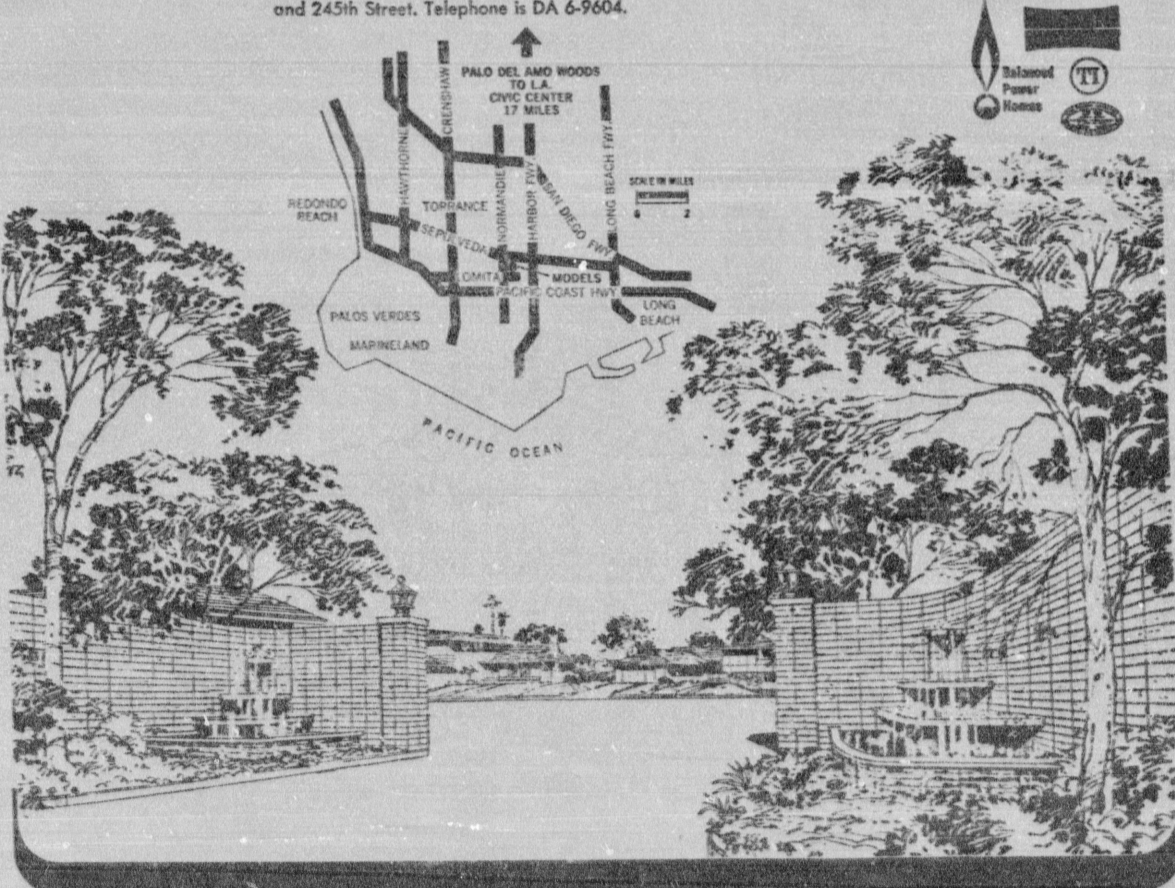 and 245th Street. Telephone is DA 6-9604.
PALO DEL AMO WOODS
TO L.A.
CIVIC CENTER
17 MILES
Balanced
Power
Homes
TI
HAWTHORNE
CRENSHAW
NORMANDIE
HARBOR FWY.
SAN DIEGO FWY.
LONG BEACH FWY.
SCALE IN MILES
0 2
REDONDO
BEACH
TORRANCE
SEPULVEDA
LOMITA
MODELS
PACIFIC COAST HWY.
LONG
BEACH
PALOS VERDES
MARINELAND
PACIFIC OCEAN